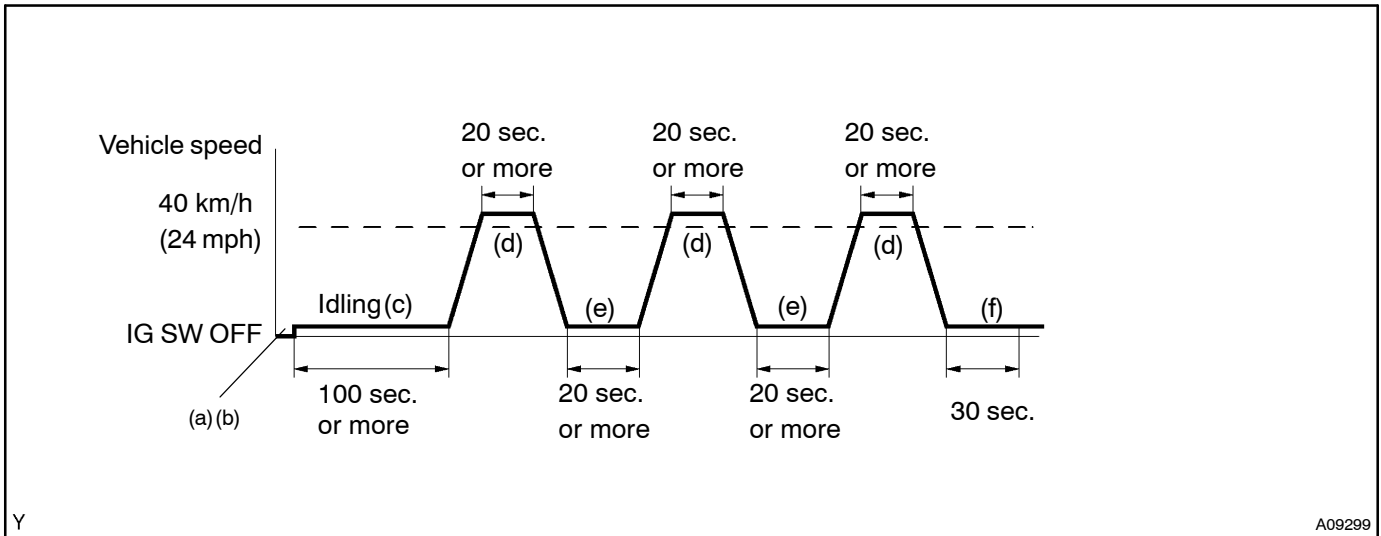 Vehicle speed
20 sec.
or more
20 sec.
or more
20 sec.
or more
40 km/h
(24 mph)
(d)
(d)
(d)
Idling (c)
(e)
(e)
(f)
IG SW OFF
(a) (b)
100 sec.
or more
20 sec.
or more
20 sec.
or more
30 sec.
Y
A09299